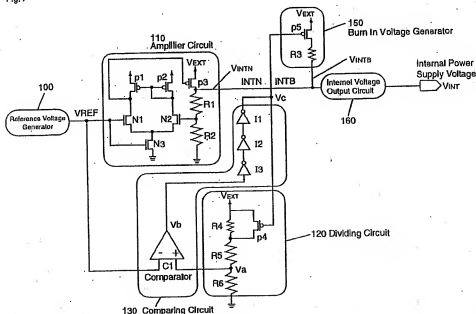 110
Amplifier Circuit
VEXT
p1
p2
p3
VINTN
R1
N1
N2
R2
N3
100
Reference Voltage
Generator
VREF
VEXT
p5
R3
150
Burn In Voltage Generator
VINTB
INTN
INTB
Vc
Internal Voltage
Output Circuit
160
Internal Power
Supply Voltage
VINT
I1
I2
I3
Vb
C1
Comparator
VEXT
R4
p4
R5
Va
R6
120 Dividing Circuit
130 Comparing Circuit